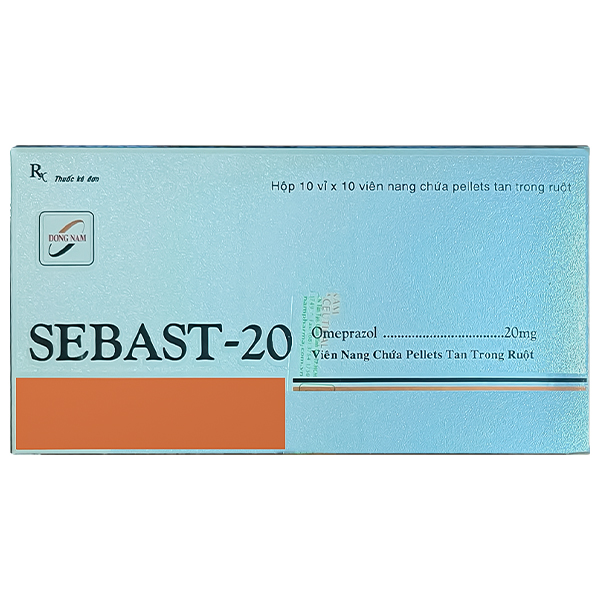 Rx Thuốc kê đơn
Hộp 10 vỉ x 10 viên nang chứa pellets tan trong ruột
DONG NAM
SEBAST-20
Omeprazol ................................20mg
Viên Nang Chứa Pellets Tan Trong Ruột